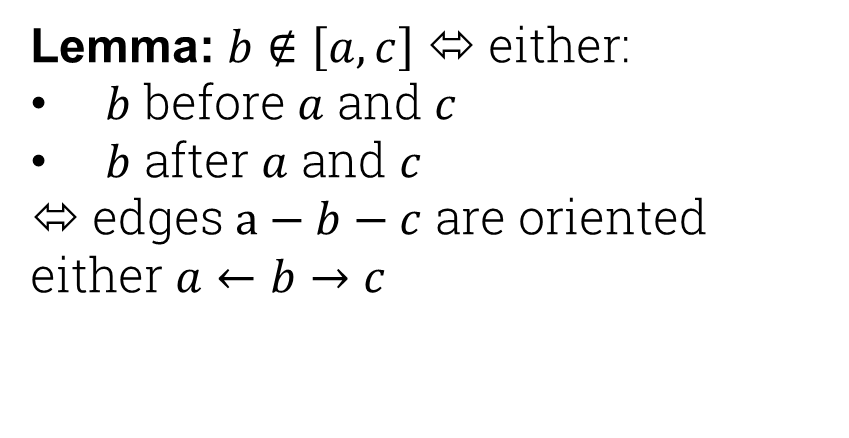 Lemma: b ∉ [a, c] ⇔ either:
• b before a and c
• b after a and c
⇔ edges a − b − c are oriented
either a ← b → c